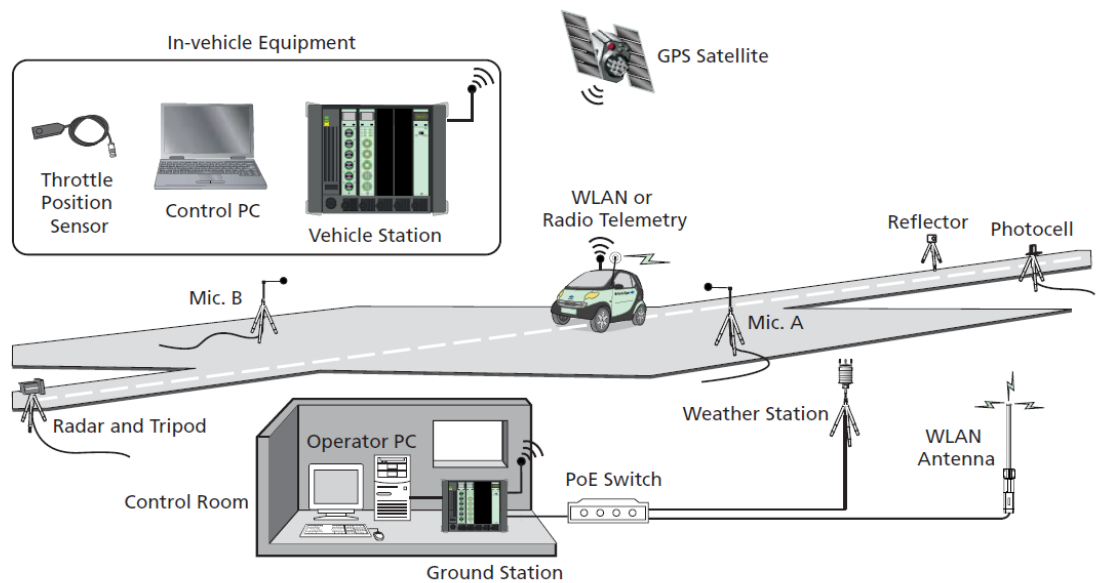 In-vehicle Equipment
GPS Satellite
Throttle
Position
Sensor
Control PC
Vehicle Station
WLAN or
Radio Telemetry
Reflector
Photocell
Mic. B
Mic. A
Radar and Tripod
Weather Station
Operator PC
WLAN
Antenna
PoE Switch
Control Room
Ground Station